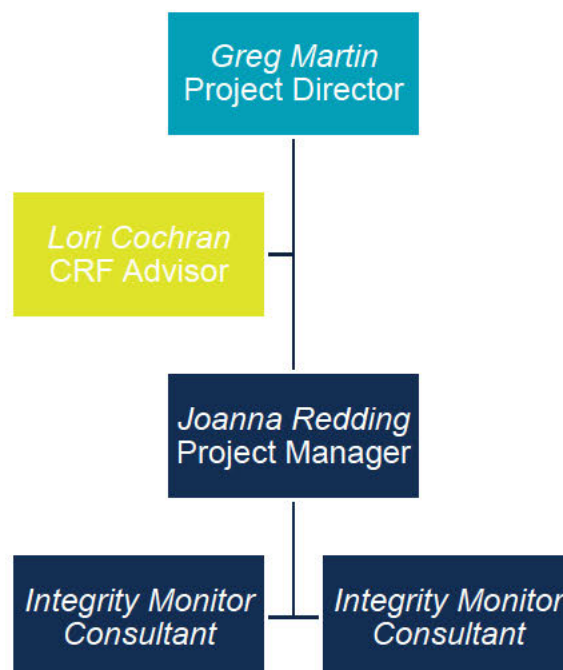 Greg Martin
Project Director
Lori Cochran
CRF Advisor
Joanna Redding
Project Manager
Integrity Monitor
Consultant
Integrity Monitor
Consultant